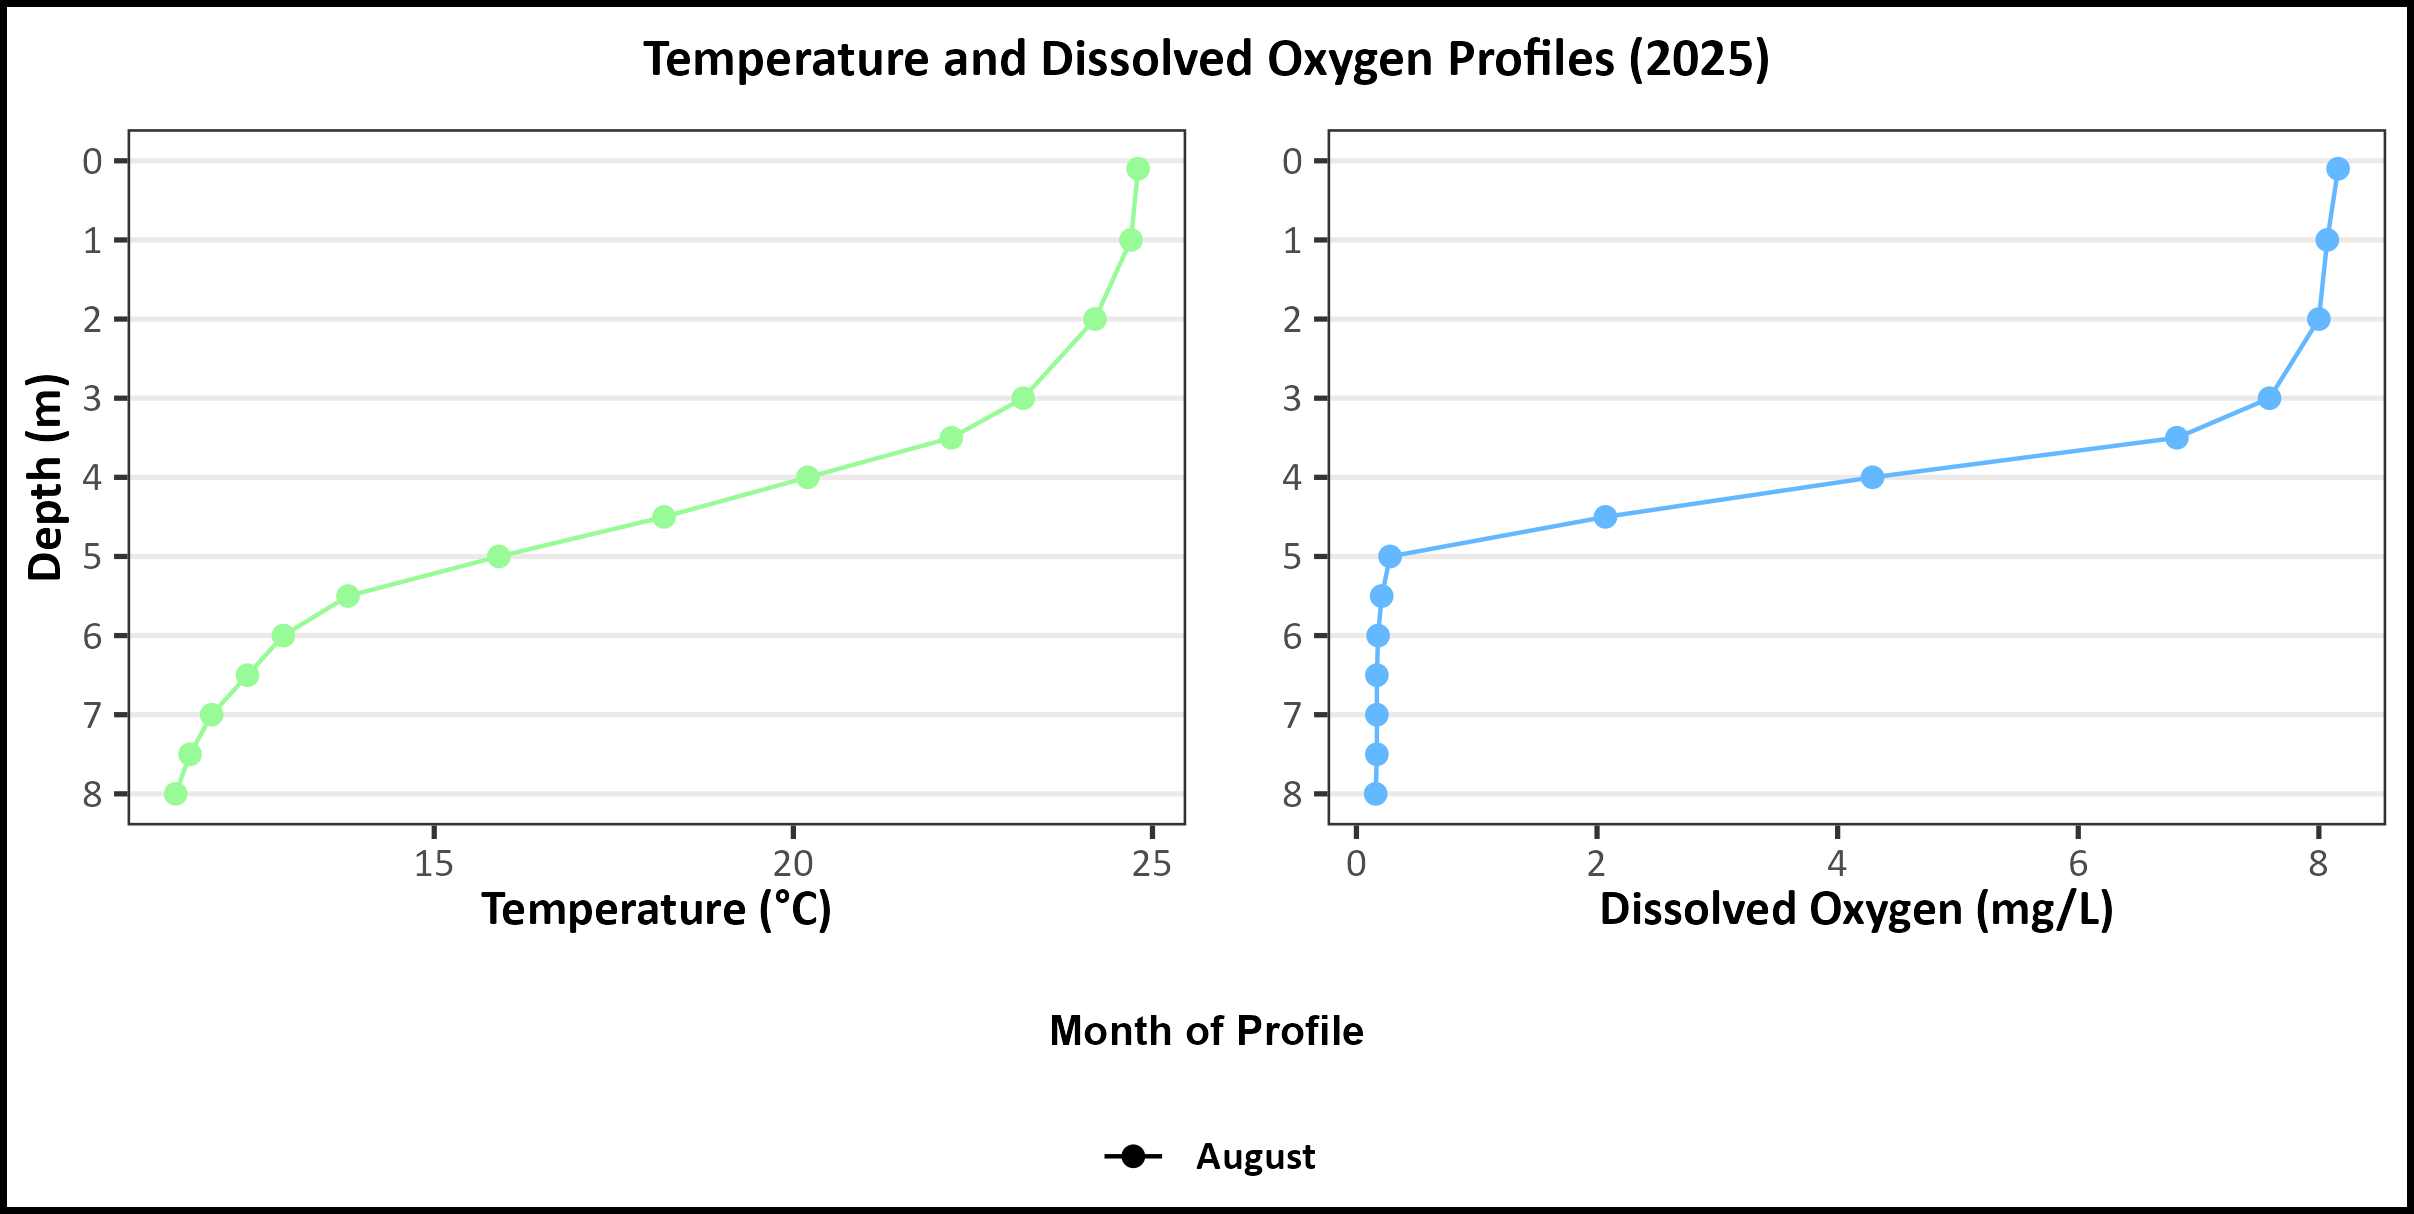 Temperature and Dissolved Oxygen Profiles (2025)
Depth (m)
0
1
2
3
4
5
6
7
8
15 20 25
Temperature (°C)
0
1
2
3
4
5
6
7
8
0 2 4 6 8
Dissolved Oxygen (mg/L)
Month of Profile
August